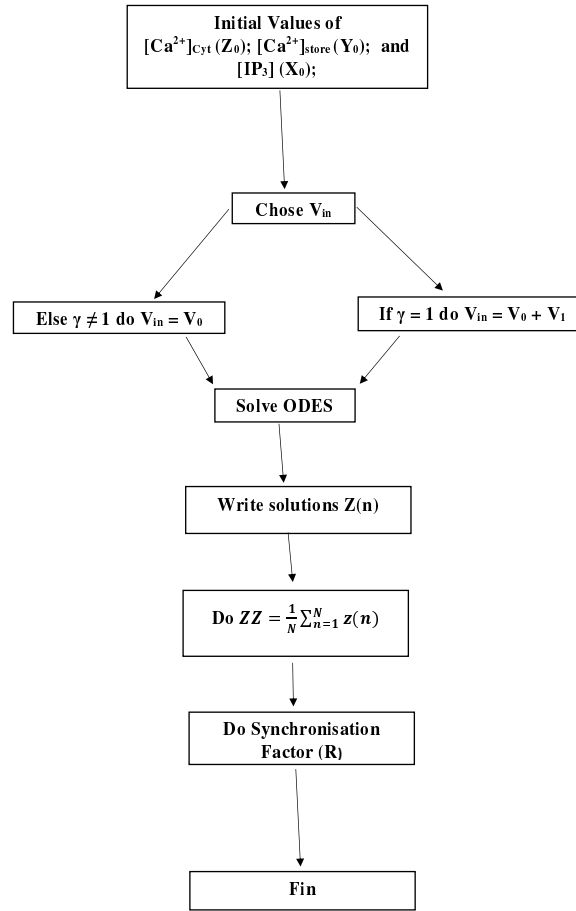 Initial Values of
[Ca²⁺]Cyt (Z₀); [Ca²⁺]store (Y₀); and
[IP₃] (X₀);
Chose Vin
Else γ ≠ 1 do Vin = V₀
If γ = 1 do Vin = V₀ + V₁
Solve ODES
Write solutions Z(n)
Do ZZ = 1/N ∑ᴺₙ₌₁ z(n)
Do Synchronisation
Factor (R)
Fin